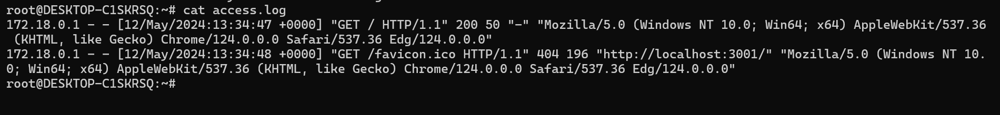 root@DESKTOP-C1SKRSQ:~# cat access.log
172.18.0.1 - - [12/May/2024:13:34:47 +0000] "GET / HTTP/1.1" 200 50 "-" "Mozilla/5.0 (Windows NT 10.0; Win64; x64) AppleWebKit/537.36
 (KHTML, like Gecko) Chrome/124.0.0.0 Safari/537.36 Edg/124.0.0.0"
172.18.0.1 - - [12/May/2024:13:34:48 +0000] "GET /favicon.ico HTTP/1.1" 404 196 "http://localhost:3001/" "Mozilla/5.0 (Windows NT 10.
0; Win64; x64) AppleWebKit/537.36 (KHTML, like Gecko) Chrome/124.0.0.0 Safari/537.36 Edg/124.0.0.0"
root@DESKTOP-C1SKRSQ:~#